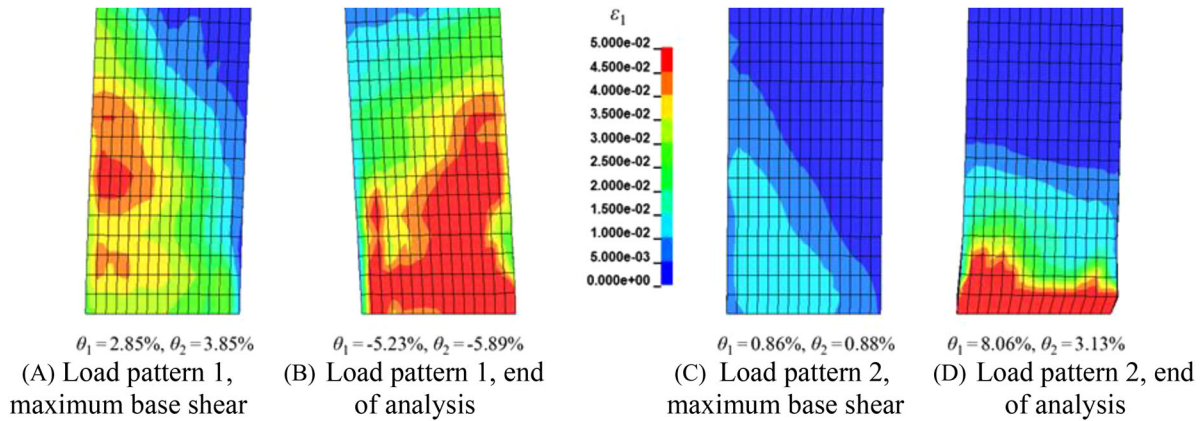 ε₁
5.000e-02
4.500e-02
4.000e-02
3.500e-02
3.000e-02
2.500e-02
2.000e-02
1.500e-02
1.000e-02
5.000e-03
0.000e+00
θ₁ = 2.85%, θ₂ = 3.85%
(A) Load pattern 1,
maximum base shear
θ₁ = -5.23%, θ₂ = -5.89%
(B) Load pattern 1, end
of analysis
θ₁ = 0.86%, θ₂ = 0.88%
(C) Load pattern 2,
maximum base shear
θ₁ = 8.06%, θ₂ = 3.13%
(D) Load pattern 2, end
of analysis